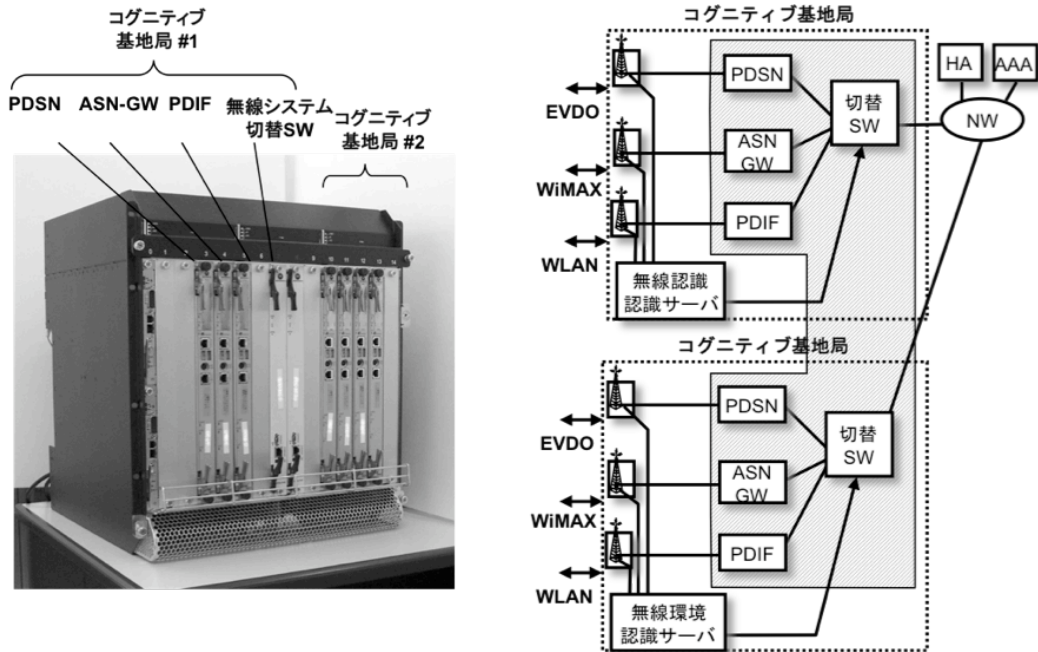 コグニティブ
基地局 #1
PDSN ASN-GW PDIF 無線システム
切替SW
コグニティブ
基地局 #2
コグニティブ基地局
EVDO
WiMAX
WLAN
PDSN
ASN
GW
PDIF
切替
SW
無線認識
認識サーバ
HA
AAA
NW
コグニティブ基地局
EVDO
WiMAX
WLAN
PDSN
ASN
GW
PDIF
切替
SW
無線環境
認識サーバ